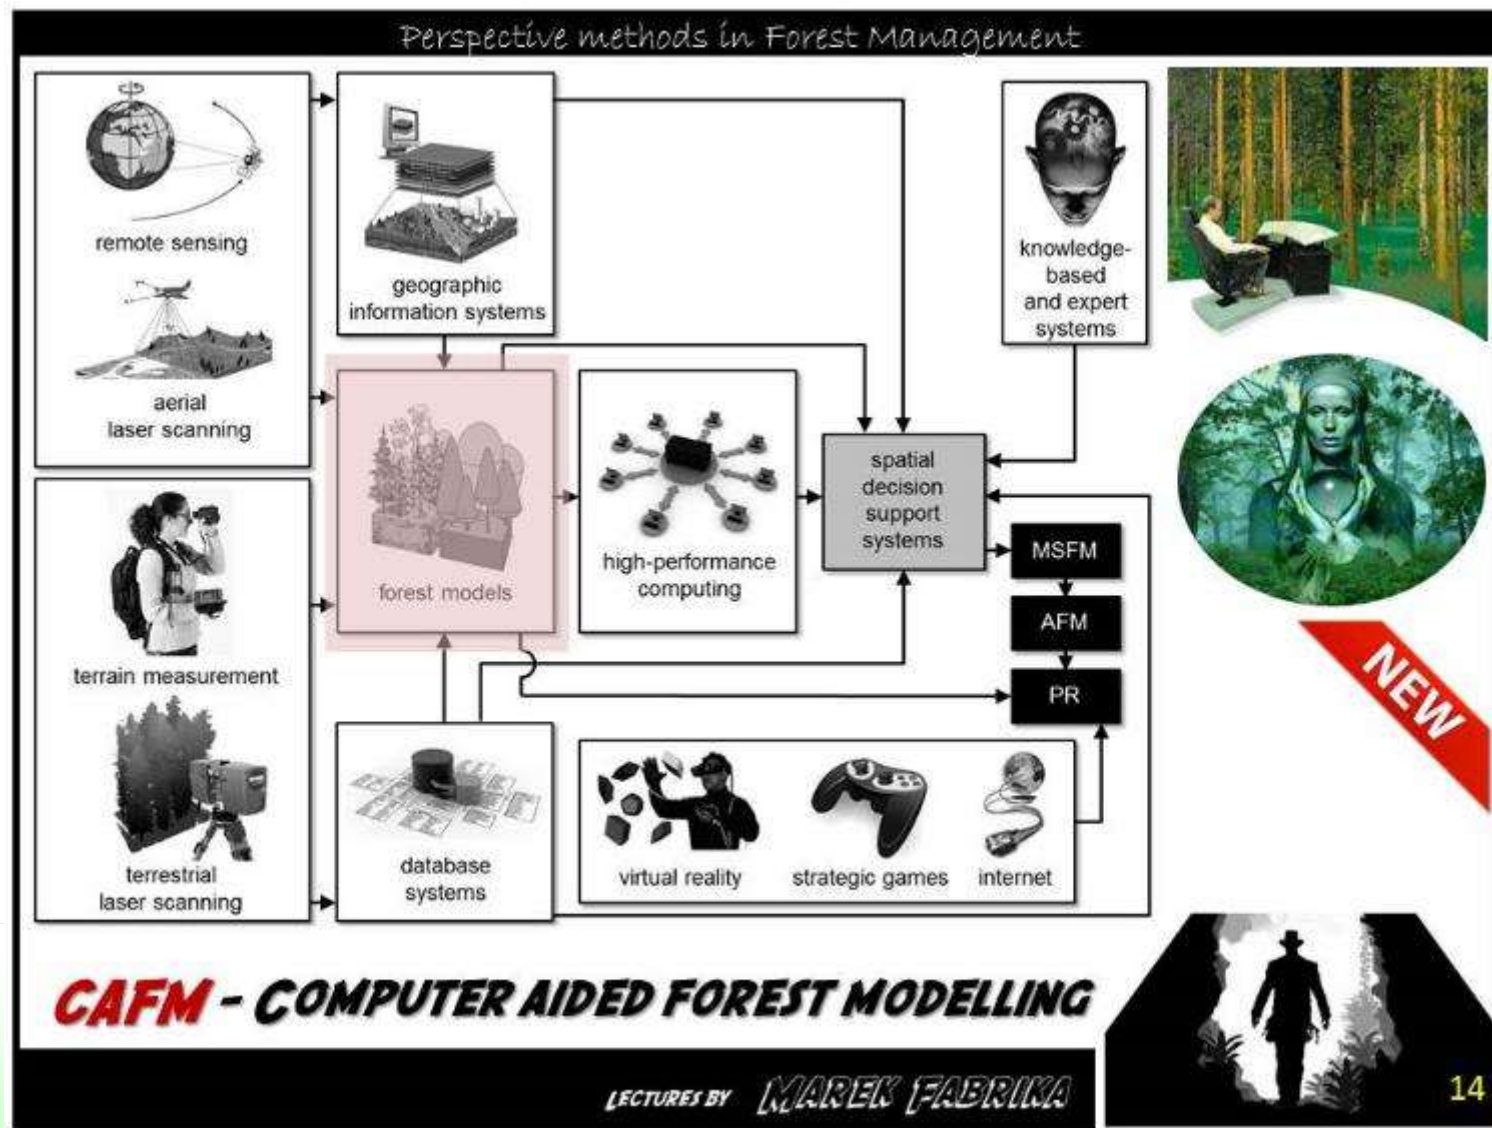 Perspective methods in Forest Management
remote sensing
aerial
laser scanning
geographic
information systems
knowledge-
based
and expert
systems
forest models
high-performance
computing
spatial
decision
support
systems
MSFM
AFM
PR
terrain measurement
terrestrial
laser scanning
database
systems
virtual reality
strategic games
internet
NEW
CAFM - COMPUTER AIDED FOREST MODELLING
LECTURES BY MAREK FABRIKA
14